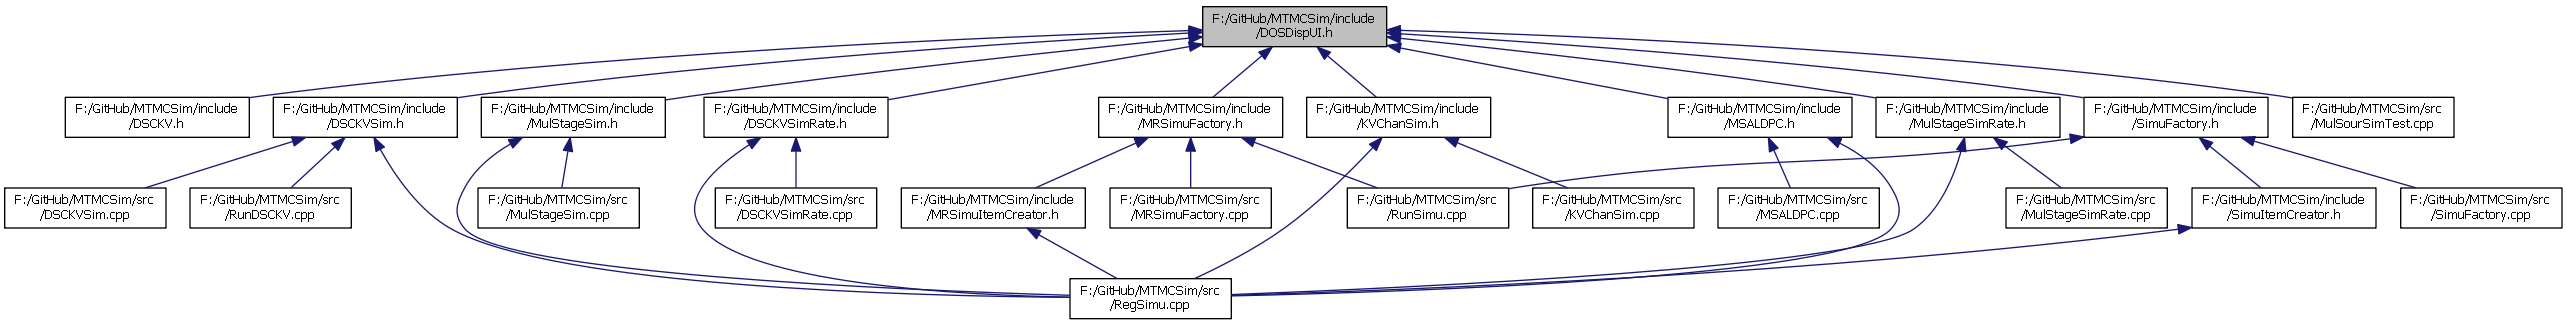 F:/GitHub/MTMCSim/include
/DOSDispUI.h
F:/GitHub/MTMCSim/include
/DSCKV.h
F:/GitHub/MTMCSim/include
/DSCKVSim.h
F:/GitHub/MTMCSim/include
/MulStageSim.h
F:/GitHub/MTMCSim/include
/DSCKVSimRate.h
F:/GitHub/MTMCSim/include
/MRSimuFactory.h
F:/GitHub/MTMCSim/include
/KVChanSim.h
F:/GitHub/MTMCSim/include
/MSALDPC.h
F:/GitHub/MTMCSim/include
/MulStageSimRate.h
F:/GitHub/MTMCSim/include
/SimuFactory.h
F:/GitHub/MTMCSim/src
/MulSourSimTest.cpp
F:/GitHub/MTMCSim/src
/DSCKVSim.cpp
F:/GitHub/MTMCSim/src
/RunDSCKV.cpp
F:/GitHub/MTMCSim/src
/MulStageSim.cpp
F:/GitHub/MTMCSim/src
/DSCKVSimRate.cpp
F:/GitHub/MTMCSim/include
/MRSimuItemCreator.h
F:/GitHub/MTMCSim/src
/MRSimuFactory.cpp
F:/GitHub/MTMCSim/src
/RunSimu.cpp
F:/GitHub/MTMCSim/src
/KVChanSim.cpp
F:/GitHub/MTMCSim/src
/MSALDPC.cpp
F:/GitHub/MTMCSim/src
/MulStageSimRate.cpp
F:/GitHub/MTMCSim/include
/SimuItemCreator.h
F:/GitHub/MTMCSim/src
/SimuFactory.cpp
F:/GitHub/MTMCSim/src
/RegSimu.cpp